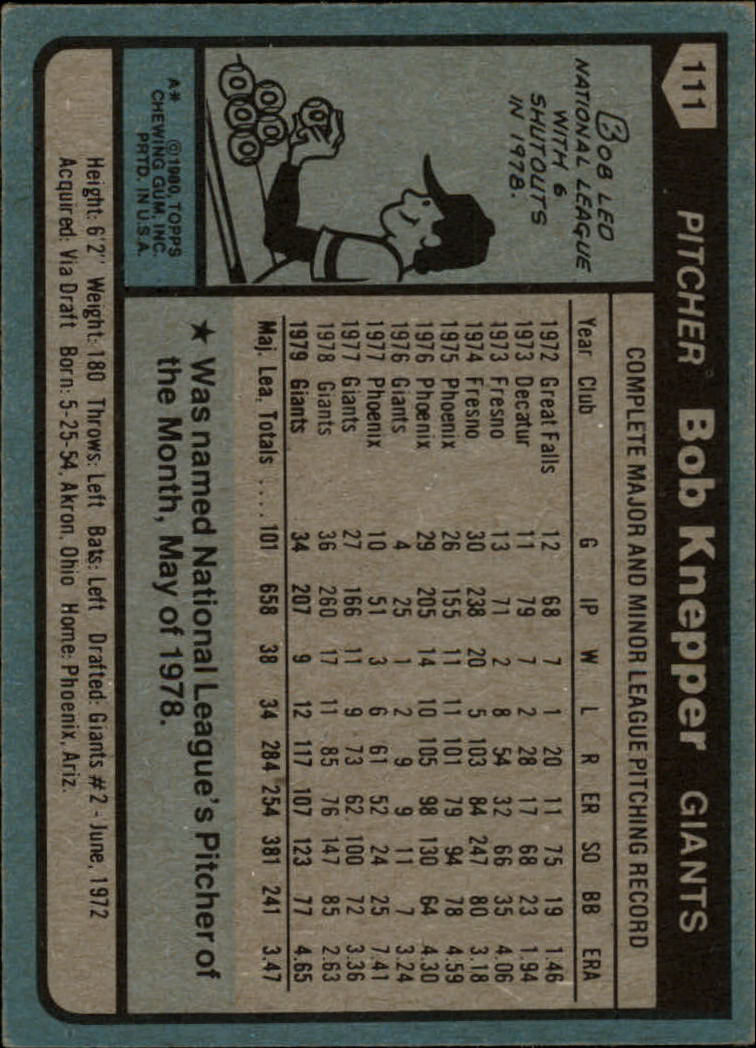 111
PITCHER Bob Knepper GIANTS
BOB LED
NATIONAL LEAGUE
WITH 6
SHUTOUTS
IN 1978.
A* ©1980, TOPPS
CHEWING GUM, INC.
PRTD. IN U.S.A.
COMPLETE MAJOR AND MINOR LEAGUE PITCHING RECORD
Year Club G IP W L R ER SO BB ERA
1972 Great Falls 12 68 7 1 20 11 75 19 1.46
1973 Decatur 11 79 7 2 28 17 68 23 1.94
1973 Fresno 13 71 2 8 54 32 66 35 4.06
1974 Fresno 30 238 20 5 103 84 247 80 3.18
1975 Phoenix 26 155 11 11 101 79 94 78 4.59
1976 Phoenix 29 205 14 10 105 98 130 64 4.30
1976 Giants 4 25 1 2 9 9 11 7 3.24
1977 Phoenix 10 51 3 6 61 52 24 25 7.41
1977 Giants 27 166 11 9 73 62 100 72 3.36
1978 Giants 36 260 17 11 85 76 147 85 2.63
1979 Giants 34 207 9 12 117 107 123 77 4.65
Maj. Lea. Totals .... 101 658 38 34 284 254 381 241 3.47
★ Was named National League's Pitcher of
the Month, May of 1978.
Height: 6'2" Weight: 180 Throws: Left Bats: Left Drafted: Giants #2 - June, 1972
Acquired: Via Draft Born: 5-25-54, Akron, Ohio Home: Phoenix, Ariz.